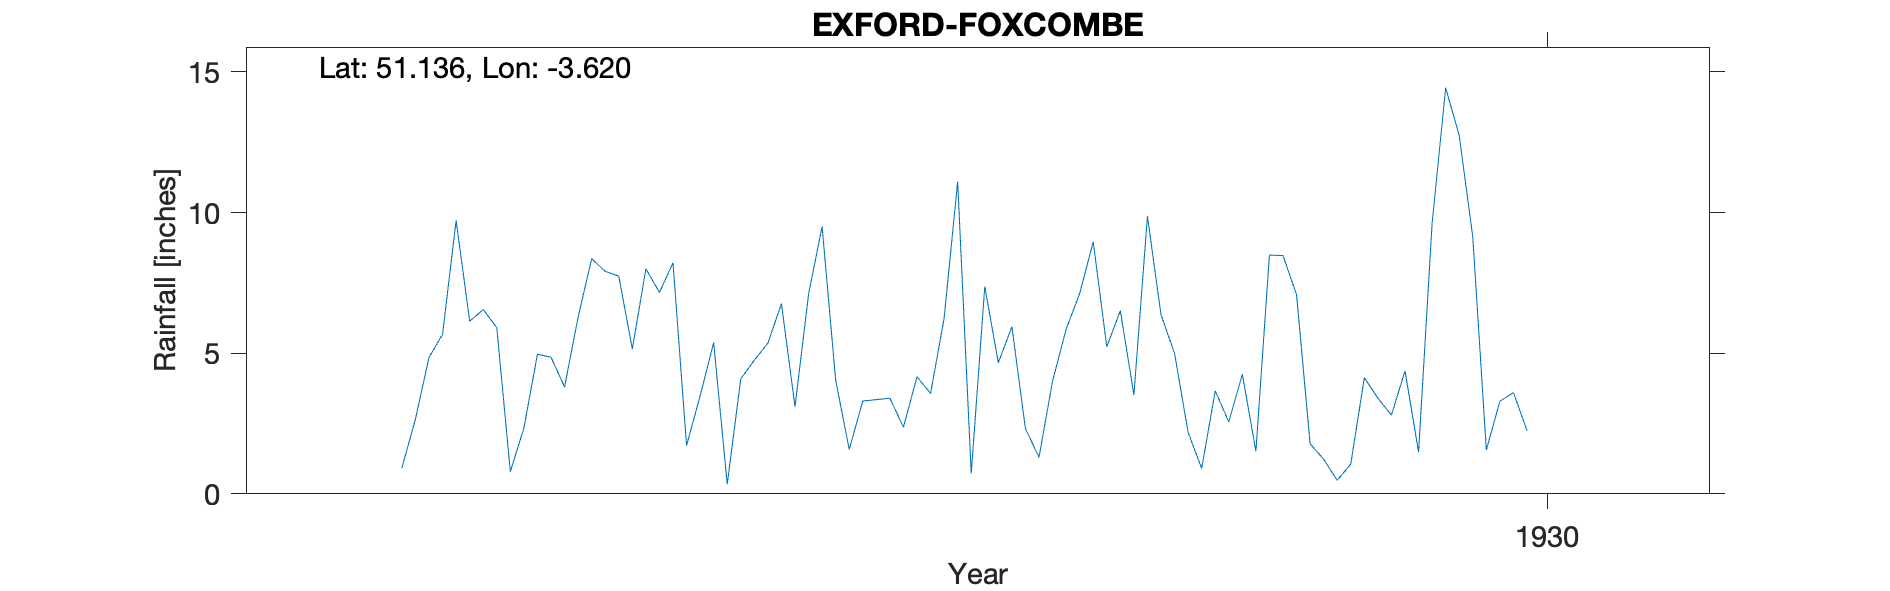 EXFORD-FOXCOMBE
Lat: 51.136, Lon: -3.620
15
10
5
0
Rainfall [inches]
1930
Year